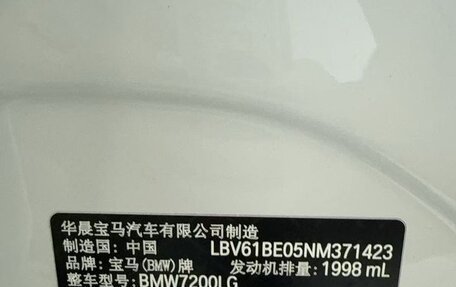 华晨宝马汽车有限公司制造
制造国: 中国 LBV61BE05NM371423
品牌: 宝马(BMW)牌 发动机排量: 1998 mL
整车型号: BMW7200LG